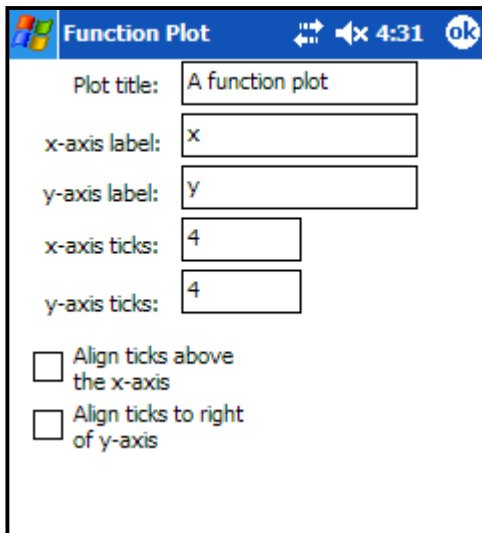 Function Plot 4:31 ok
Plot title: A function plot
x-axis label: x
y-axis label: y
x-axis ticks: 4
y-axis ticks: 4
Align ticks above
the x-axis
Align ticks to right
of y-axis